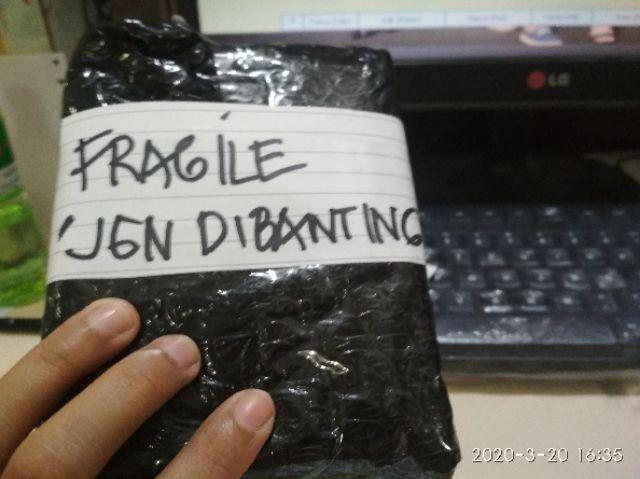 FRAGILE
'JGN DIBANTING
LG
2020-3-20 16:35